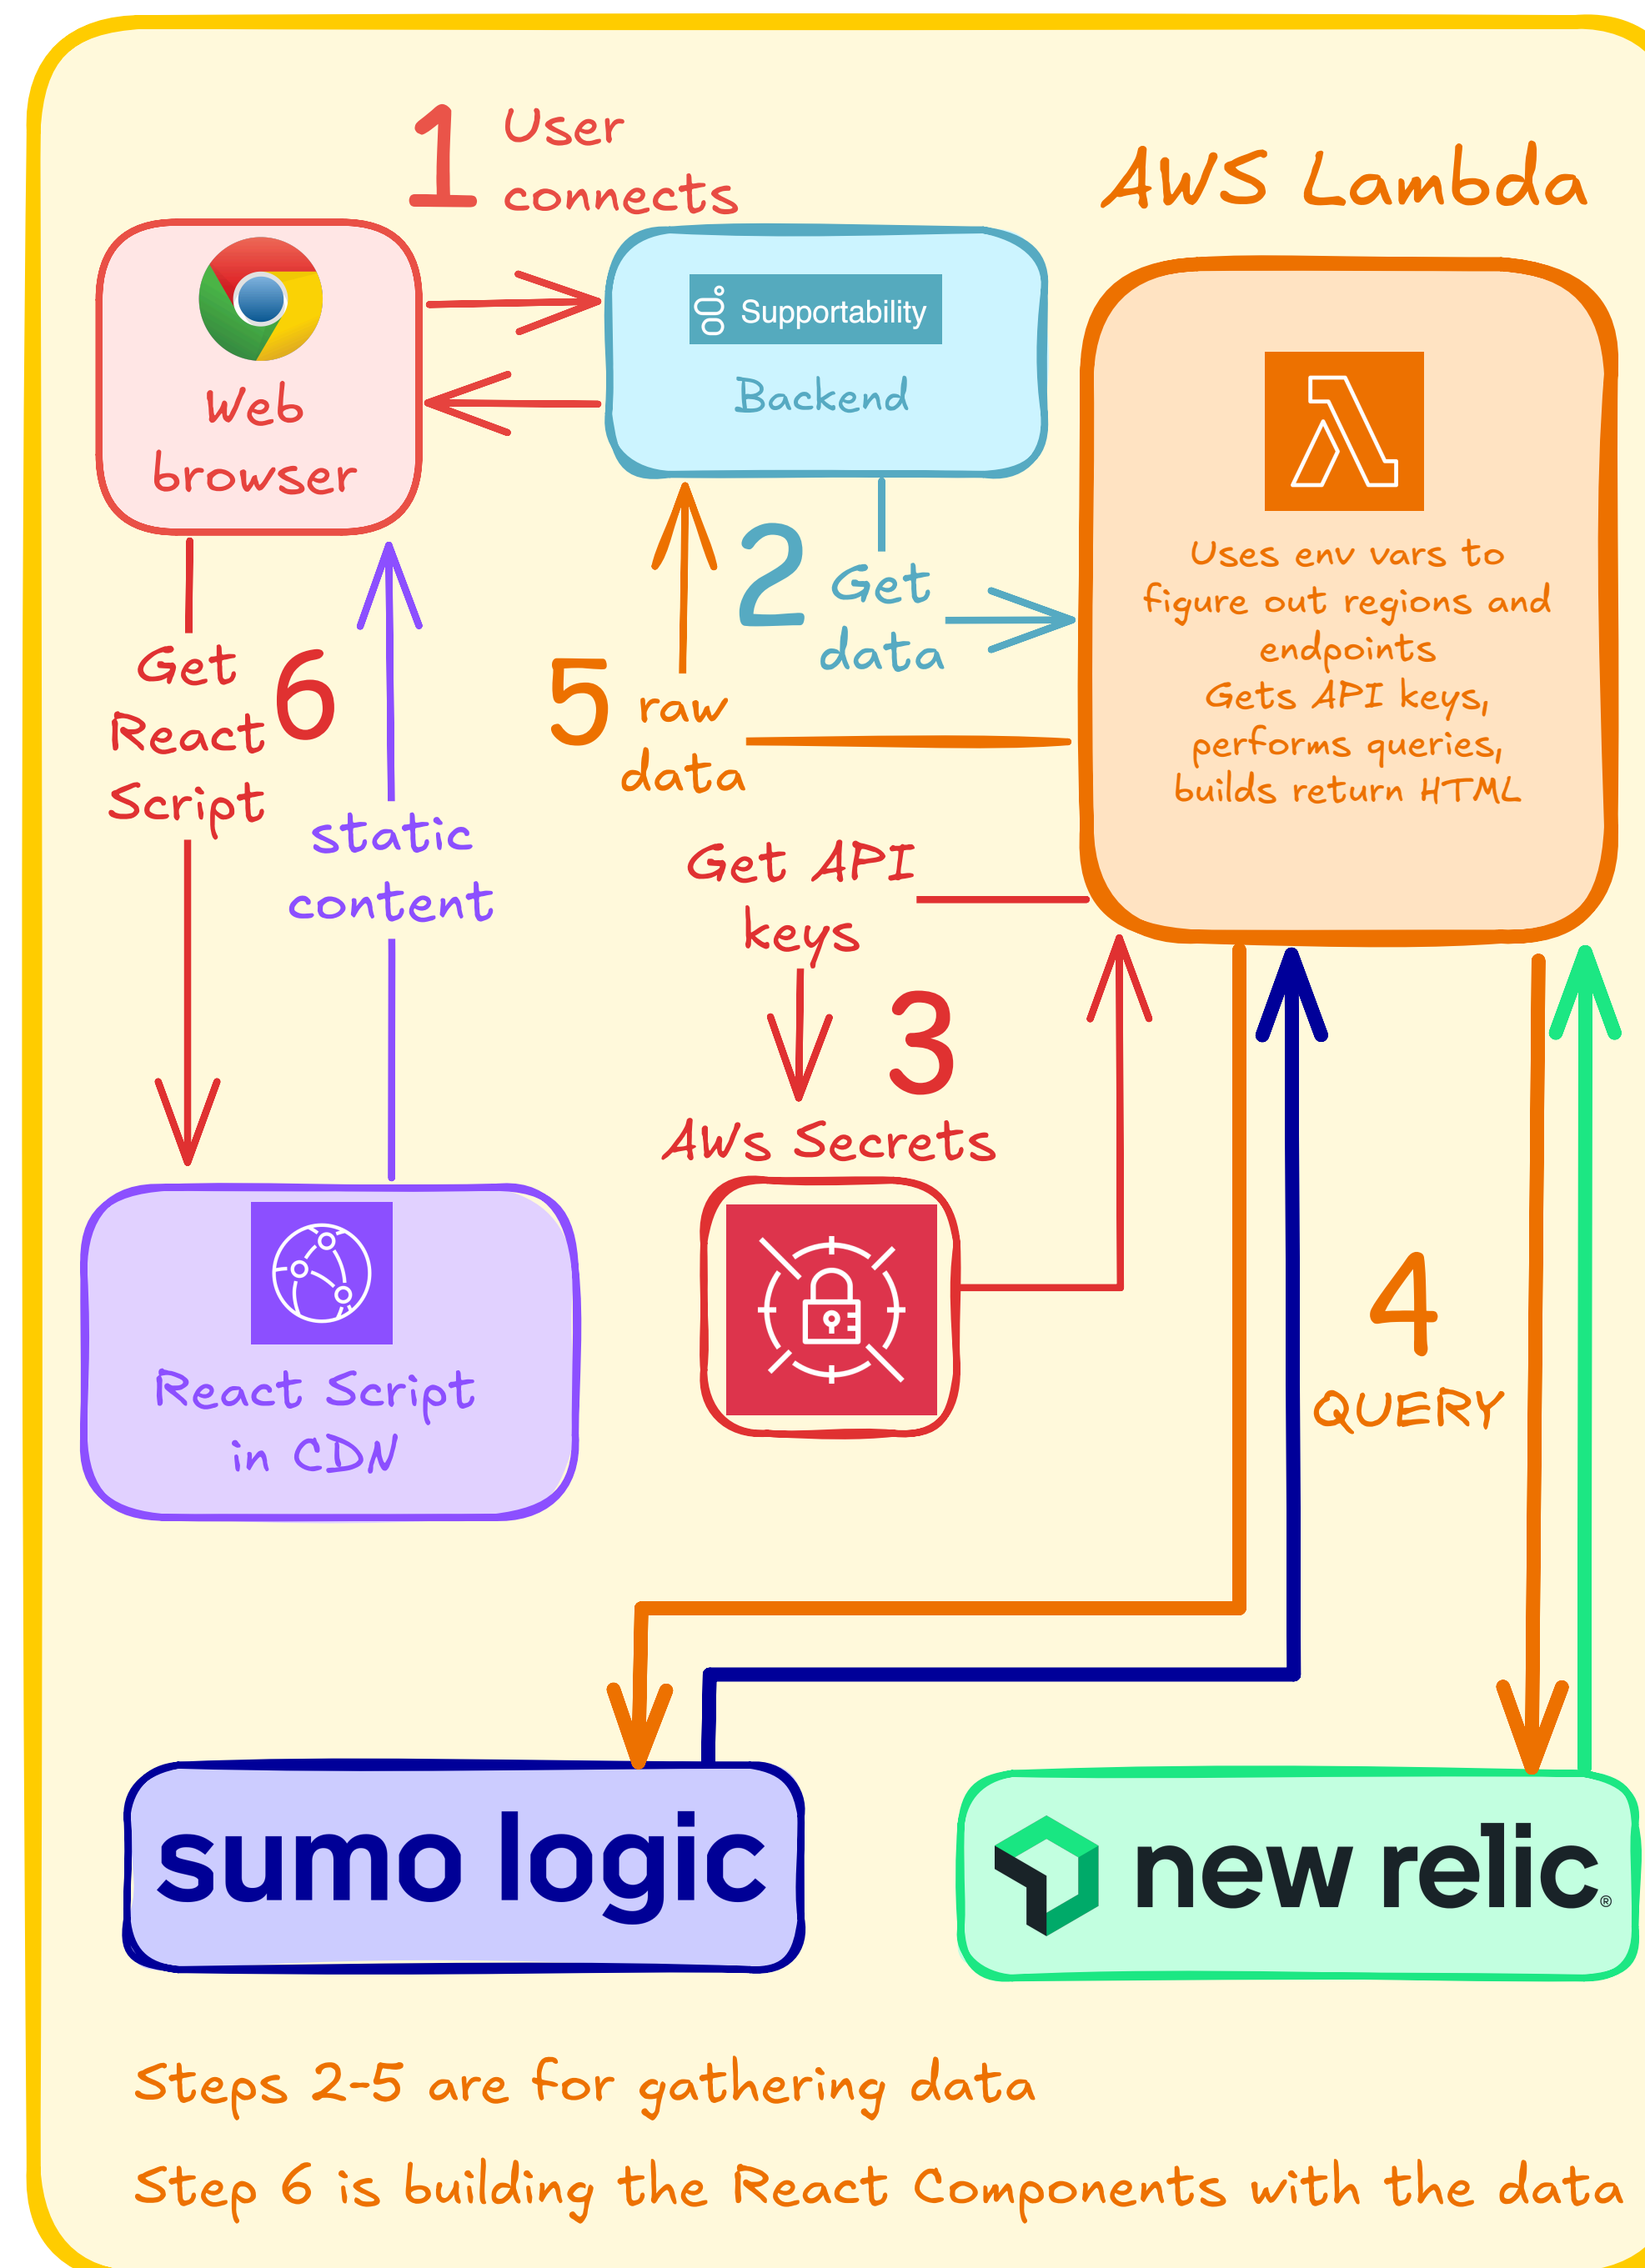 1
User
connects
AWS Lambda
Web
browser
Supportability
Backend
Uses env vars to
figure out regions and
endpoints
Gets API keys,
performs queries,
builds return HTML
2
Get
data
Get
React
Script
6
5
raw
data
static
content
Get API
keys
3
AWs Secrets
React Script
in CDN
4
QUERY
sumo logic
new relic®
Steps 2-5 are for gathering data
Step 6 is building the React Components with the data